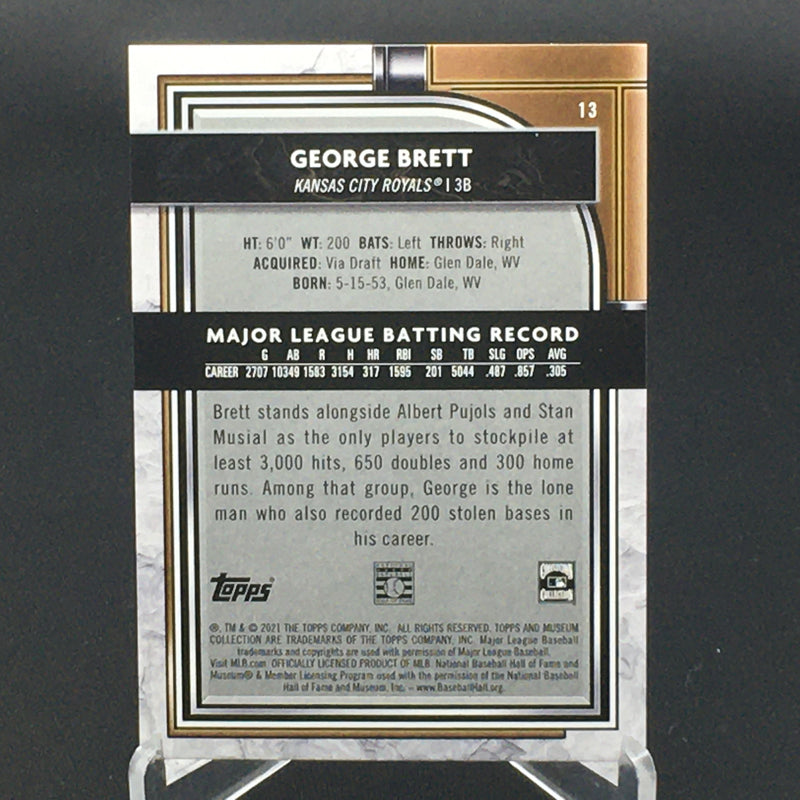 13
GEORGE BRETT
KANSAS CITY ROYALS® | 3B
HT: 6'0" WT: 200 BATS: Left THROWS: Right
ACQUIRED: Via Draft HOME: Glen Dale, WV
BORN: 5-15-53, Glen Dale, WV
MAJOR LEAGUE BATTING RECORD
G AB R H HR RBI SB TB SLG OPS AVG
CAREER 2707 10349 1583 3154 317 1595 201 5044 .487 .857 .305
Brett stands alongside Albert Pujols and Stan
Musial as the only players to stockpile at
least 3,000 hits, 650 doubles and 300 home
runs. Among that group, George is the lone
man who also recorded 200 stolen bases in
his career.
topps®
®, TM & © 2021 THE TOPPS COMPANY, INC. ALL RIGHTS RESERVED. TOPPS AND MUSEUM
COLLECTION ARE TRADEMARKS OF THE TOPPS COMPANY, INC. Major League Baseball
trademarks and copyrights are used with permission of Major League Baseball.
Visit MLB.com OFFICIALLY LICENSED PRODUCT OF MLB. National Baseball Hall of Fame and
Museum® & Member Licensing Program used with the permission of the National Baseball
Hall of Fame and Museum, Inc. – www.BaseballHall.org.